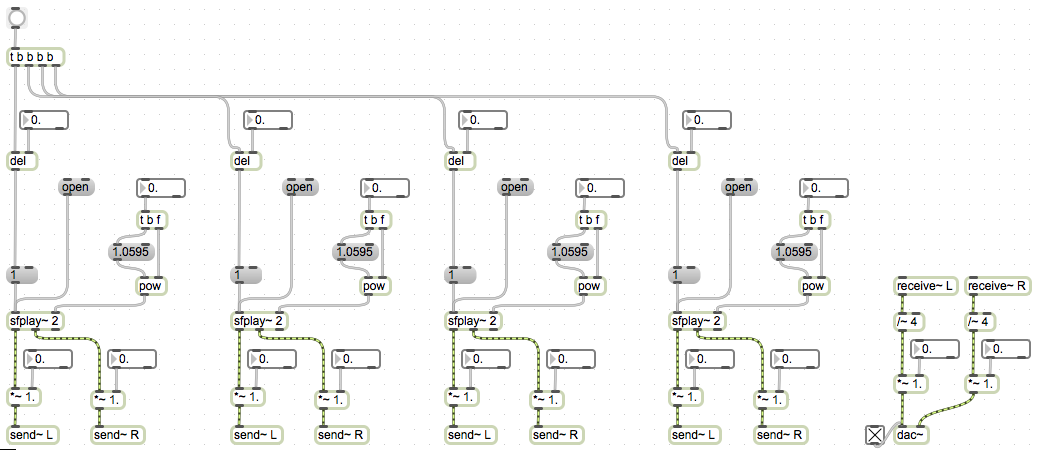 t b b b b
0. 0. 0. 0.
del del del del
open 0. open 0. open 0. open 0.
t b f t b f t b f t b f
1.0595 1.0595 1.0595 1.0595
1 1 1 1
pow pow pow pow receive~ L receive~ R
sfplay~ 2 sfplay~ 2 sfplay~ 2 sfplay~ 2 /~ 4 /~ 4
0. 0. 0. 0. 0. 0. 0. 0. 0. 0.
*~ 1. *~ 1. *~ 1. *~ 1. *~ 1. *~ 1. *~ 1. *~ 1. *~ 1. *~ 1.
send~ L send~ R send~ L send~ R send~ L send~ R send~ L send~ R dac~